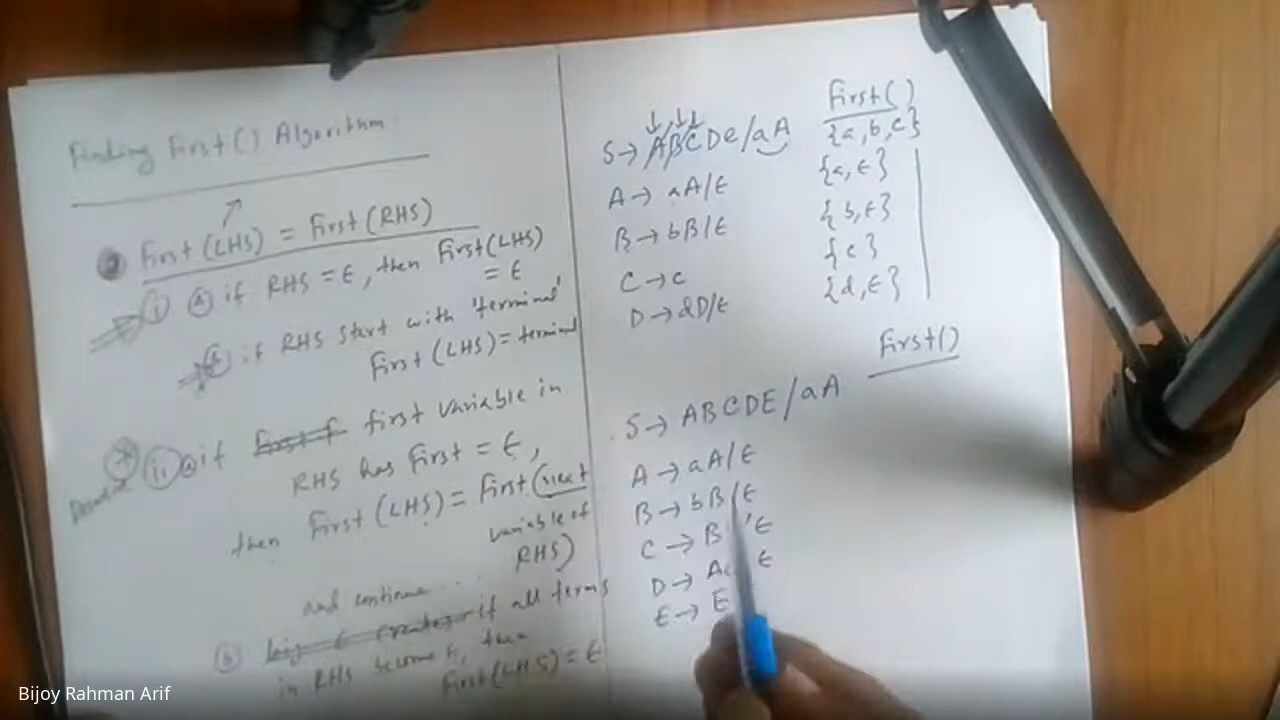 Finding First() Algorithm
First(LHS) = First(RHS)
(i) (a) if RHS = ε, then First(LHS)
= ε
(b) if RHS start with 'terminal'
First(LHS) = terminal
(ii) (a) if first variable in
RHS has First = ε,
then First(LHS) = First(next
variable of
RHS)
and continue...
(b) if all terms
in RHS become ε, then
First(LHS) = ε
First()
S → ABCDe/aA {a,b,c}
A → aA/ε {a,ε}
B → bB/ε {b,ε}
C → c {c}
D → dD/ε {d,ε}
First()
S → ABCDE/aA
A → aA/ε
B → bB/ε
C → B /ε
D → A ε
E → E
Bijoy Rahman Arif